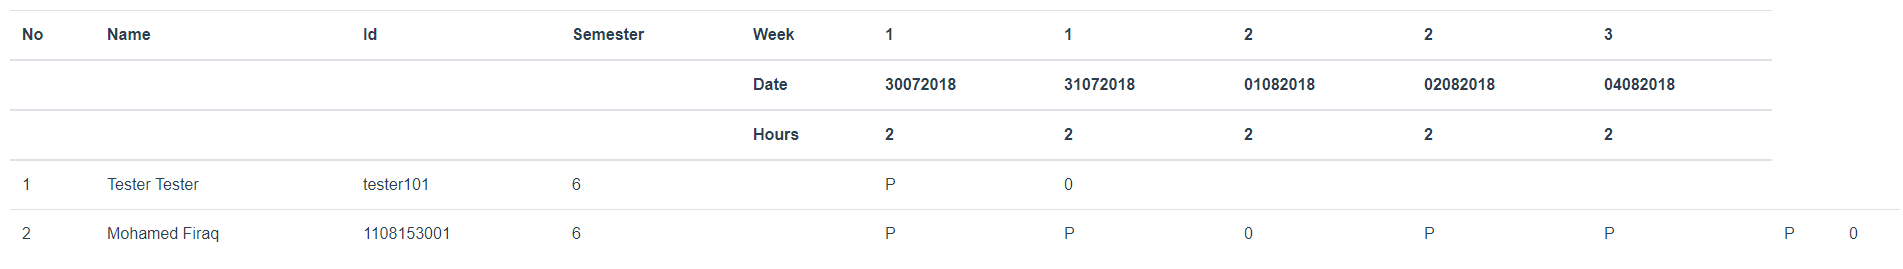 No Name Id Semester Week 1 1 2 2 3
Date 30072018 31072018 01082018 02082018 04082018
Hours 2 2 2 2 2
1 Tester Tester tester101 6 P 0
2 Mohamed Firaq 1108153001 6 P P 0 P P P 0